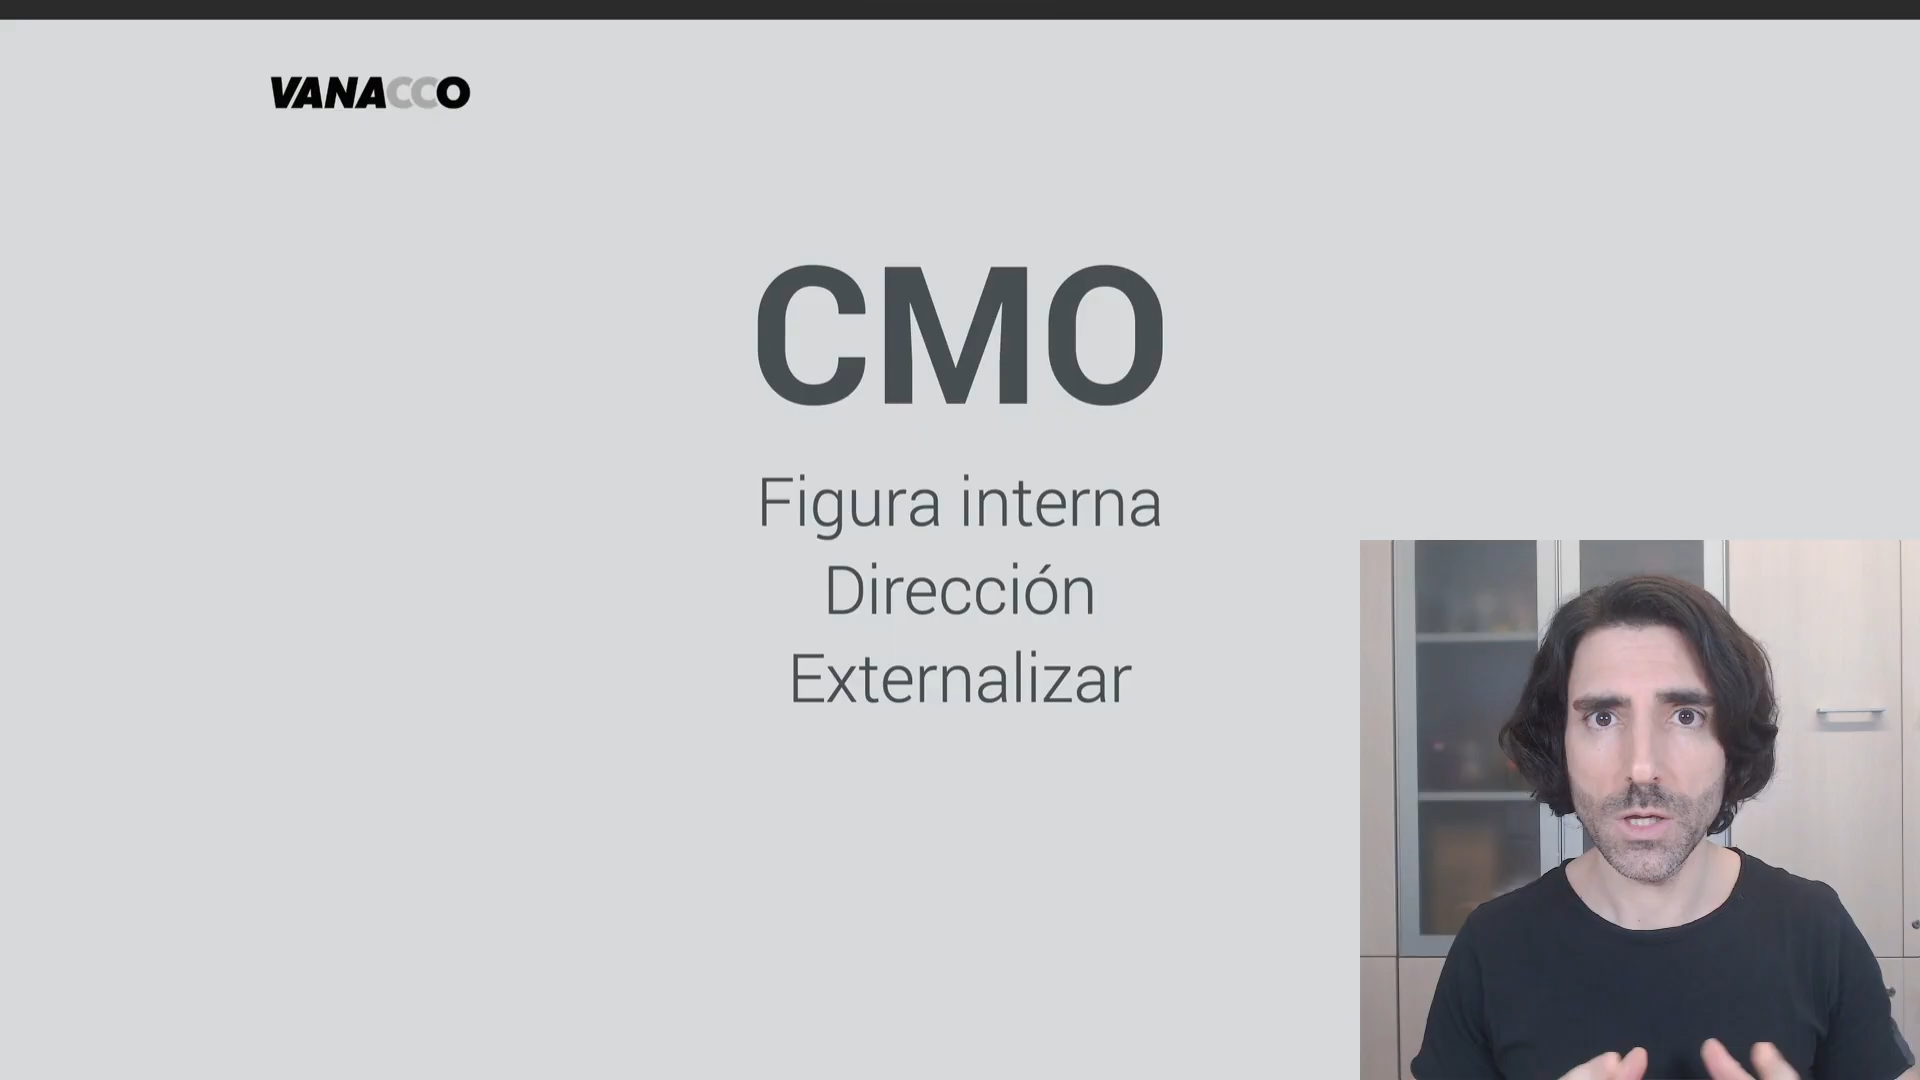 VANACCO
CMO
Figura interna
Dirección
Externalizar